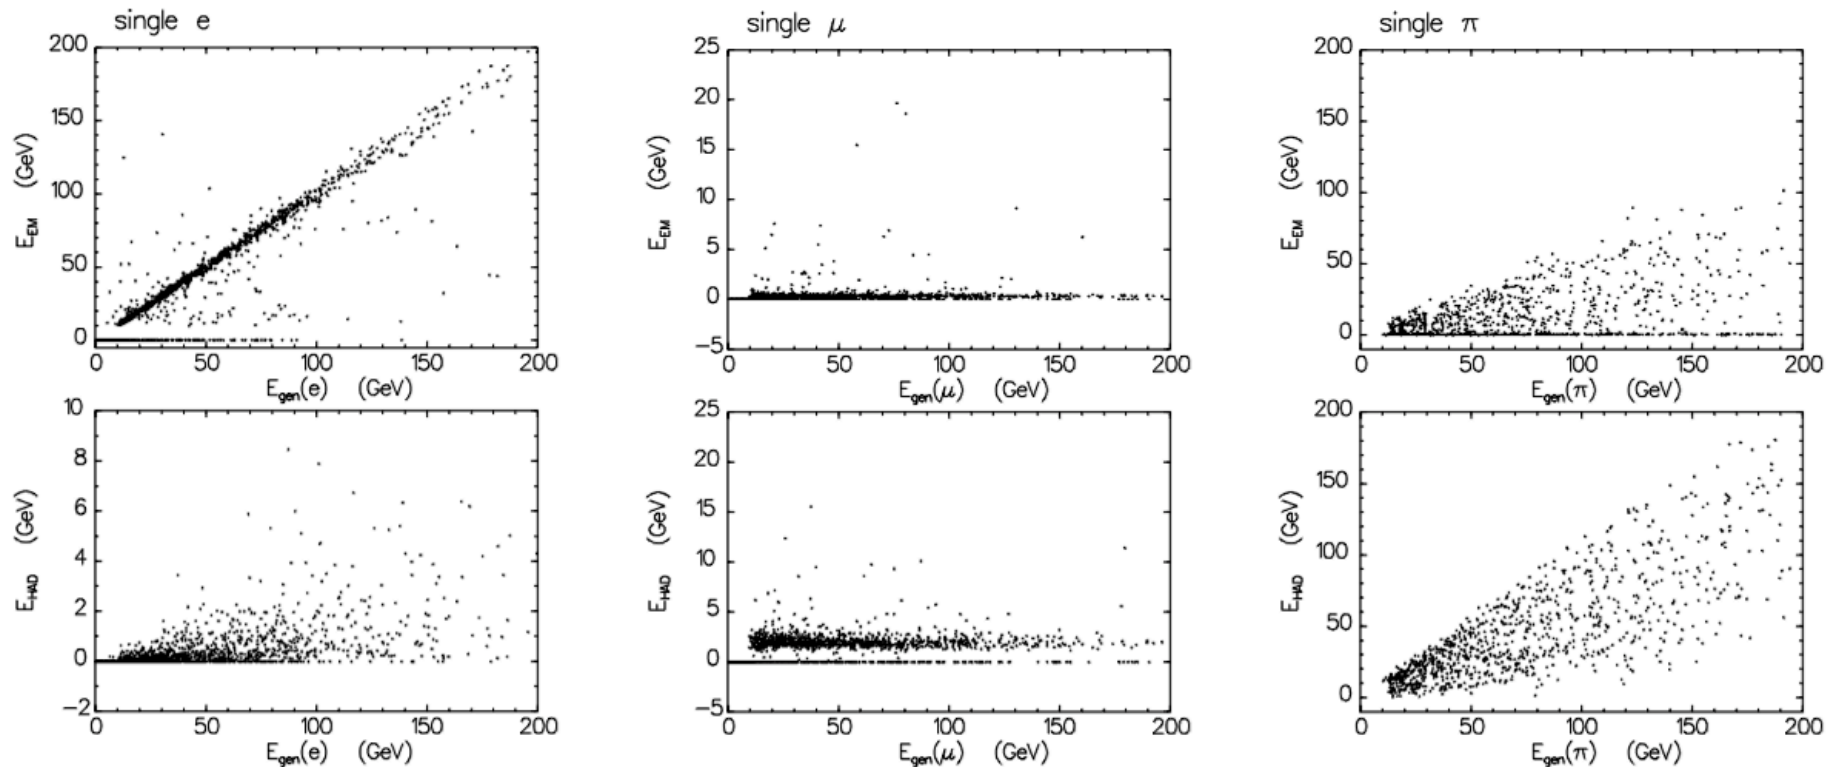 single e
200
150
100
50
0
E_EM (GeV)
0 50 100 150 200
E_gen(e) (GeV)
single μ
25
20
15
10
5
0
−5
E_EM (GeV)
0 50 100 150 200
E_gen(μ) (GeV)
single π
200
150
100
50
0
E_EM (GeV)
0 50 100 150 200
E_gen(π) (GeV)
10
8
6
4
2
0
−2
E_HAD (GeV)
0 50 100 150 200
E_gen(e) (GeV)
25
20
15
10
5
0
−5
E_HAD (GeV)
0 50 100 150 200
E_gen(μ) (GeV)
200
150
100
50
0
E_HAD (GeV)
0 50 100 150 200
E_gen(π) (GeV)